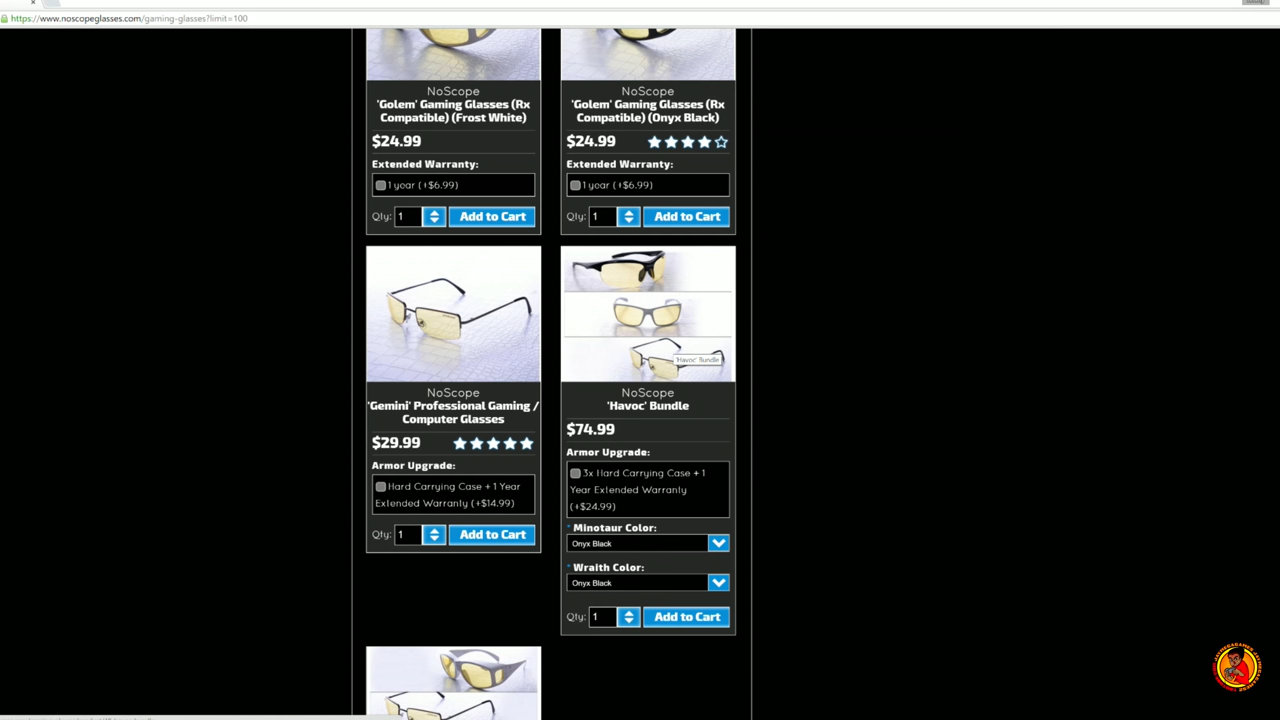 https://www.noscopeglasses.com/gaming-glasses?limit=100
NoScope
'Golem' Gaming Glasses (Rx
Compatible) (Frost White)
$24.99
Extended Warranty:
1 year (+$6.99)
Qty: 1 Add to Cart
NoScope
'Golem' Gaming Glasses (Rx
Compatible) (Onyx Black)
$24.99
Extended Warranty:
1 year (+$6.99)
Qty: 1 Add to Cart
NoScope
'Gemini' Professional Gaming /
Computer Glasses
$29.99
Armor Upgrade:
Hard Carrying Case + 1 Year
Extended Warranty (+$14.99)
Qty: 1 Add to Cart
'Havoc' Bundle
NoScope
'Havoc' Bundle
$74.99
Armor Upgrade:
3x Hard Carrying Case + 1
Year Extended Warranty
(+$24.99)
* Minotaur Color:
Onyx Black
* Wraith Color:
Onyx Black
Qty: 1 Add to Cart